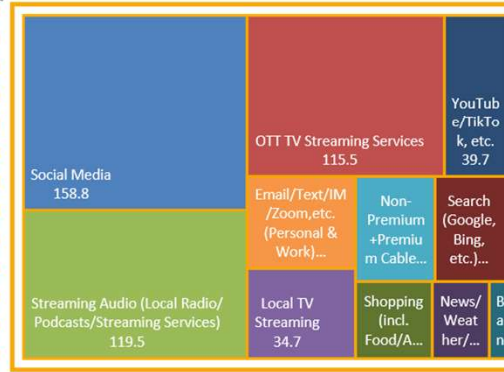 Social Media
158.8
OTT TV Streaming Services
115.5
YouTub
e/TikTo
k, etc.
39.7
Email/Text/IM
/Zoom,etc.
(Personal &
Work)...
Non-
Premium
+Premiu
m Cable...
Search
(Google,
Bing,
etc.)...
Streaming Audio (Local Radio/
Podcasts/Streaming Services)
119.5
Local TV
Streaming
34.7
Shopping
(incl.
Food/A...
News/
Weat
her/...
B
a
n